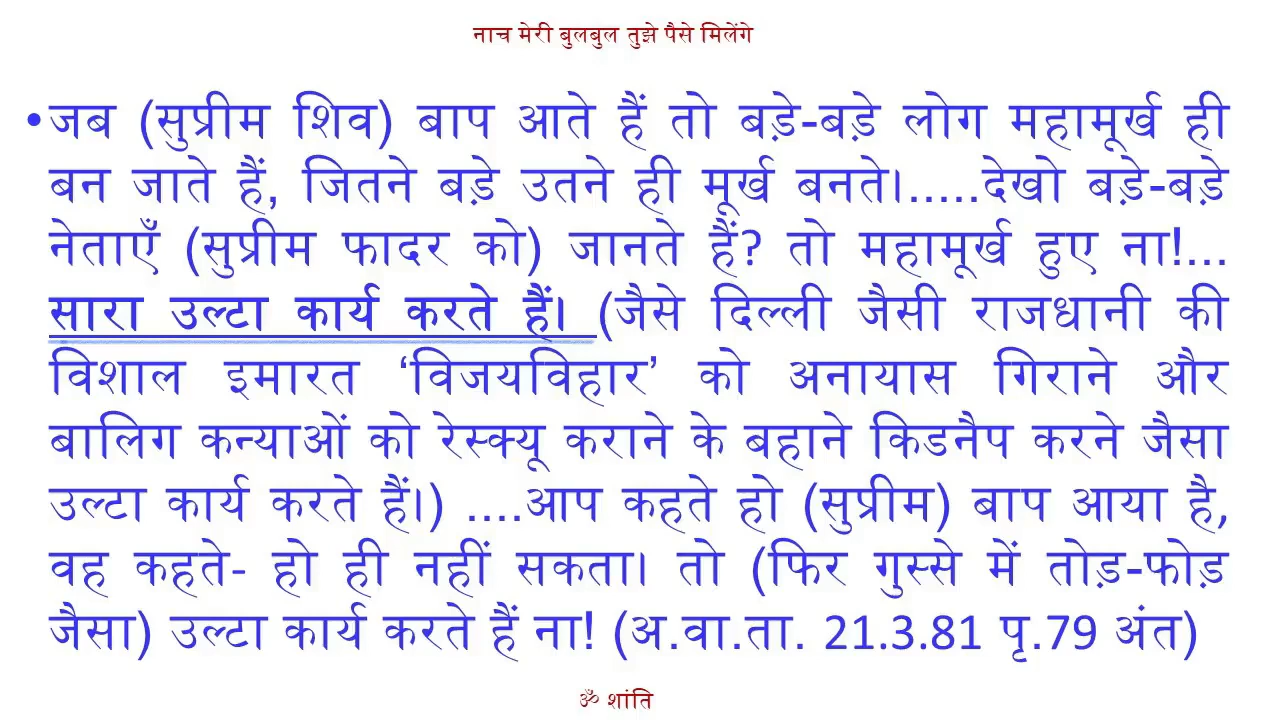 नाच मेरी बुलबुल तुझे पैसे मिलेंगे
•जब (सुप्रीम शिव) बाप आते हैं तो बड़े-बड़े लोग महामूर्ख ही
बन जाते हैं, जितने बड़े उतने ही मूर्ख बनते।.....देखो बड़े-बड़े
नेताएँ (सुप्रीम फादर को) जानते हैं? तो महामूर्ख हुए ना!...
सारा उल्टा कार्य करते हैं। (जैसे दिल्ली जैसी राजधानी की
विशाल इमारत ‘विजयविहार’ को अनायास गिराने और
बालिग कन्याओं को रेस्क्यू कराने के बहाने किडनैप करने जैसा
उल्टा कार्य करते हैं।) ....आप कहते हो (सुप्रीम) बाप आया है,
वह कहते- हो ही नहीं सकता। तो (फिर गुस्से में तोड़-फोड़
जैसा) उल्टा कार्य करते हैं ना! (अ.वा.ता. 21.3.81 पृ.79 अंत)
ॐ शांति